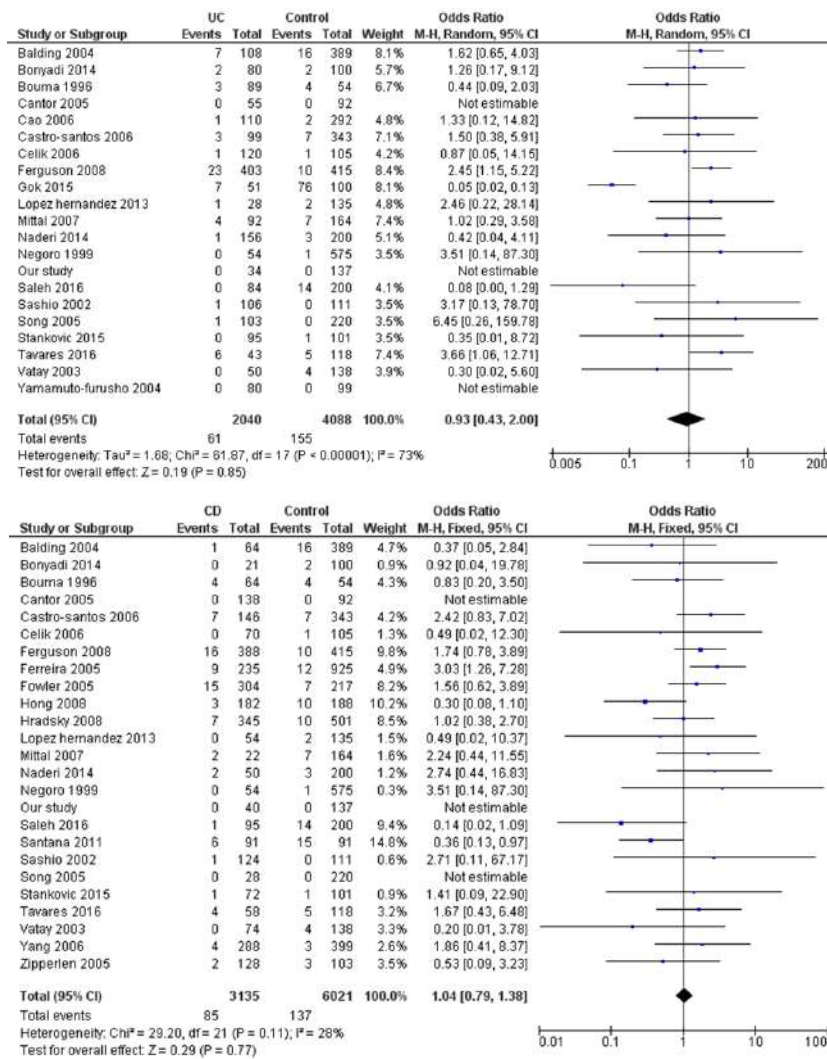 UC Control Odds Ratio Odds Ratio
Study or Subgroup Events Total Events Total Weight M-H, Random, 95% CI M-H, Random, 95% CI
Balding 2004 7 108 16 389 8.1% 1.62 [0.65, 4.03]
Bonyadi 2014 2 80 2 100 5.7% 1.26 [0.17, 9.12]
Bouma 1996 3 89 4 54 6.7% 0.44 [0.09, 2.03]
Cantor 2005 0 55 0 92 Not estimable
Cao 2006 1 110 2 292 4.8% 1.33 [0.12, 14.82]
Castro-santos 2006 3 99 7 343 7.1% 1.50 [0.38, 5.91]
Celik 2006 1 120 1 105 4.2% 0.87 [0.05, 14.15]
Ferguson 2008 23 403 10 415 8.4% 2.45 [1.15, 5.22]
Gok 2015 7 51 76 100 8.1% 0.05 [0.02, 0.13]
Lopez hernandez 2013 1 28 2 135 4.7% 2.46 [0.22, 28.14]
Mittal 2007 4 92 7 164 7.4% 1.02 [0.29, 3.58]
Naderi 2014 1 156 3 200 5.1% 0.42 [0.04, 4.11]
Negoro 1999 0 54 1 575 3.5% 3.51 [0.14, 87.30]
Our study 0 34 0 137 Not estimable
Saleh 2016 0 84 14 200 4.1% 0.08 [0.00, 1.29]
Sashio 2002 1 106 0 111 3.5% 3.17 [0.13, 78.70]
Song 2005 1 103 0 220 3.5% 6.45 [0.26, 159.78]
Stankovic 2015 0 95 1 101 3.5% 0.35 [0.01, 8.72]
Tavares 2016 6 43 5 118 7.4% 3.66 [1.06, 12.71]
Vatay 2003 0 50 4 138 3.9% 0.30 [0.02, 5.60]
Yamamuto-furusho 2004 0 80 0 99 Not estimable
Total (95% CI) 2040 4088 100.0% 0.93 [0.43, 2.00]
Total events 61 155
Heterogeneity: Tau² = 1.68; Chi² = 61.87, df = 17 (P < 0.00001); I² = 73%
Test for overall effect: Z = 0.19 (P = 0.85)
0.005 0.1 1 10 200
CD Control Odds Ratio Odds Ratio
Study or Subgroup Events Total Events Total Weight M-H, Fixed, 95% CI M-H, Fixed, 95% CI
Balding 2004 1 64 16 389 4.7% 0.37 [0.05, 2.84]
Bonyadi 2014 0 21 2 100 0.9% 0.92 [0.04, 19.78]
Bouma 1996 4 64 4 54 4.3% 0.83 [0.20, 3.50]
Cantor 2005 0 138 0 92 Not estimable
Castro-santos 2006 7 146 7 343 4.2% 2.42 [0.83, 7.02]
Celik 2006 0 70 1 105 1.3% 0.49 [0.02, 12.30]
Ferguson 2008 16 388 10 415 9.8% 1.74 [0.78, 3.89]
Ferreira 2005 9 235 12 925 4.9% 3.03 [1.26, 7.28]
Fowler 2005 15 304 7 217 8.2% 1.56 [0.62, 3.89]
Hong 2008 3 182 10 188 10.2% 0.30 [0.08, 1.10]
Hradsky 2008 7 345 10 501 8.5% 1.02 [0.38, 2.70]
Lopez hernandez 2013 0 54 2 135 1.5% 0.49 [0.02, 10.37]
Mittal 2007 2 22 7 164 1.6% 2.24 [0.44, 11.55]
Naderi 2014 2 50 3 200 1.2% 2.74 [0.44, 16.83]
Negoro 1999 0 54 1 575 0.3% 3.51 [0.14, 87.30]
Our study 0 40 0 137 Not estimable
Saleh 2016 1 95 14 200 9.4% 0.14 [0.02, 1.09]
Santana 2011 6 91 15 91 14.8% 0.36 [0.13, 0.97]
Sashio 2002 1 124 0 111 0.6% 2.71 [0.11, 67.17]
Song 2005 0 28 0 220 Not estimable
Stankovic 2015 1 72 1 101 0.9% 1.41 [0.09, 22.90]
Tavares 2016 4 58 5 118 3.2% 1.67 [0.43, 6.48]
Vatay 2003 0 74 4 138 3.3% 0.20 [0.01, 3.78]
Yang 2006 4 288 3 399 2.6% 1.86 [0.41, 8.37]
Zipperlen 2005 2 128 3 103 3.5% 0.53 [0.09, 3.23]
Total (95% CI) 3135 6021 100.0% 1.04 [0.79, 1.38]
Total events 85 137
Heterogeneity: Chi² = 29.20, df = 21 (P = 0.11); I² = 28%
Test for overall effect: Z = 0.29 (P = 0.77)
0.01 0.1 1 10 100